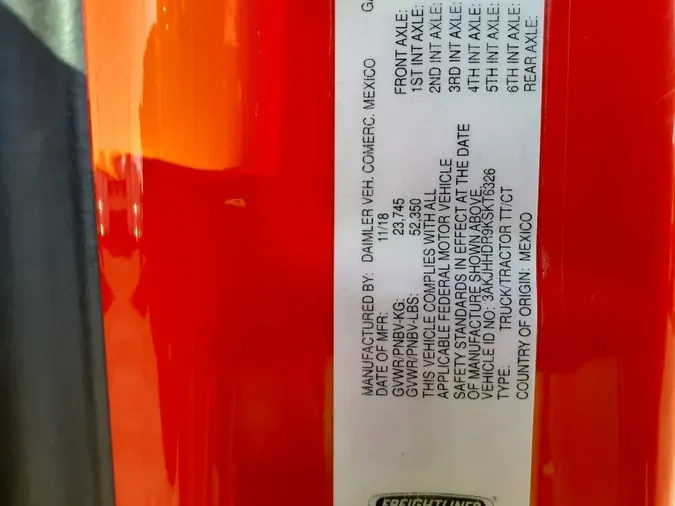 FREIGHTLINER
MANUFACTURED BY: DAIMLER VEH. COMERC. MEXICO
DATE OF MFR: 11/18
GVWR/PNBV-KG: 23,745
GVWR/PNBV-LBS: 52,350
THIS VEHICLE COMPLIES WITH ALL
APPLICABLE FEDERAL MOTOR VEHICLE
SAFETY STANDARDS IN EFFECT AT THE DATE
OF MANUFACTURE SHOWN ABOVE.
VEHICLE ID NO: 3AKJHHDR9KSKT6326
TYPE: TRUCK/TRACTOR TT/CT
COUNTRY OF ORIGIN: MEXICO
FRONT AXLE:
1ST INT AXLE:
2ND INT AXLE:
3RD INT AXLE:
4TH INT AXLE:
5TH INT AXLE:
6TH INT AXLE:
REAR AXLE: